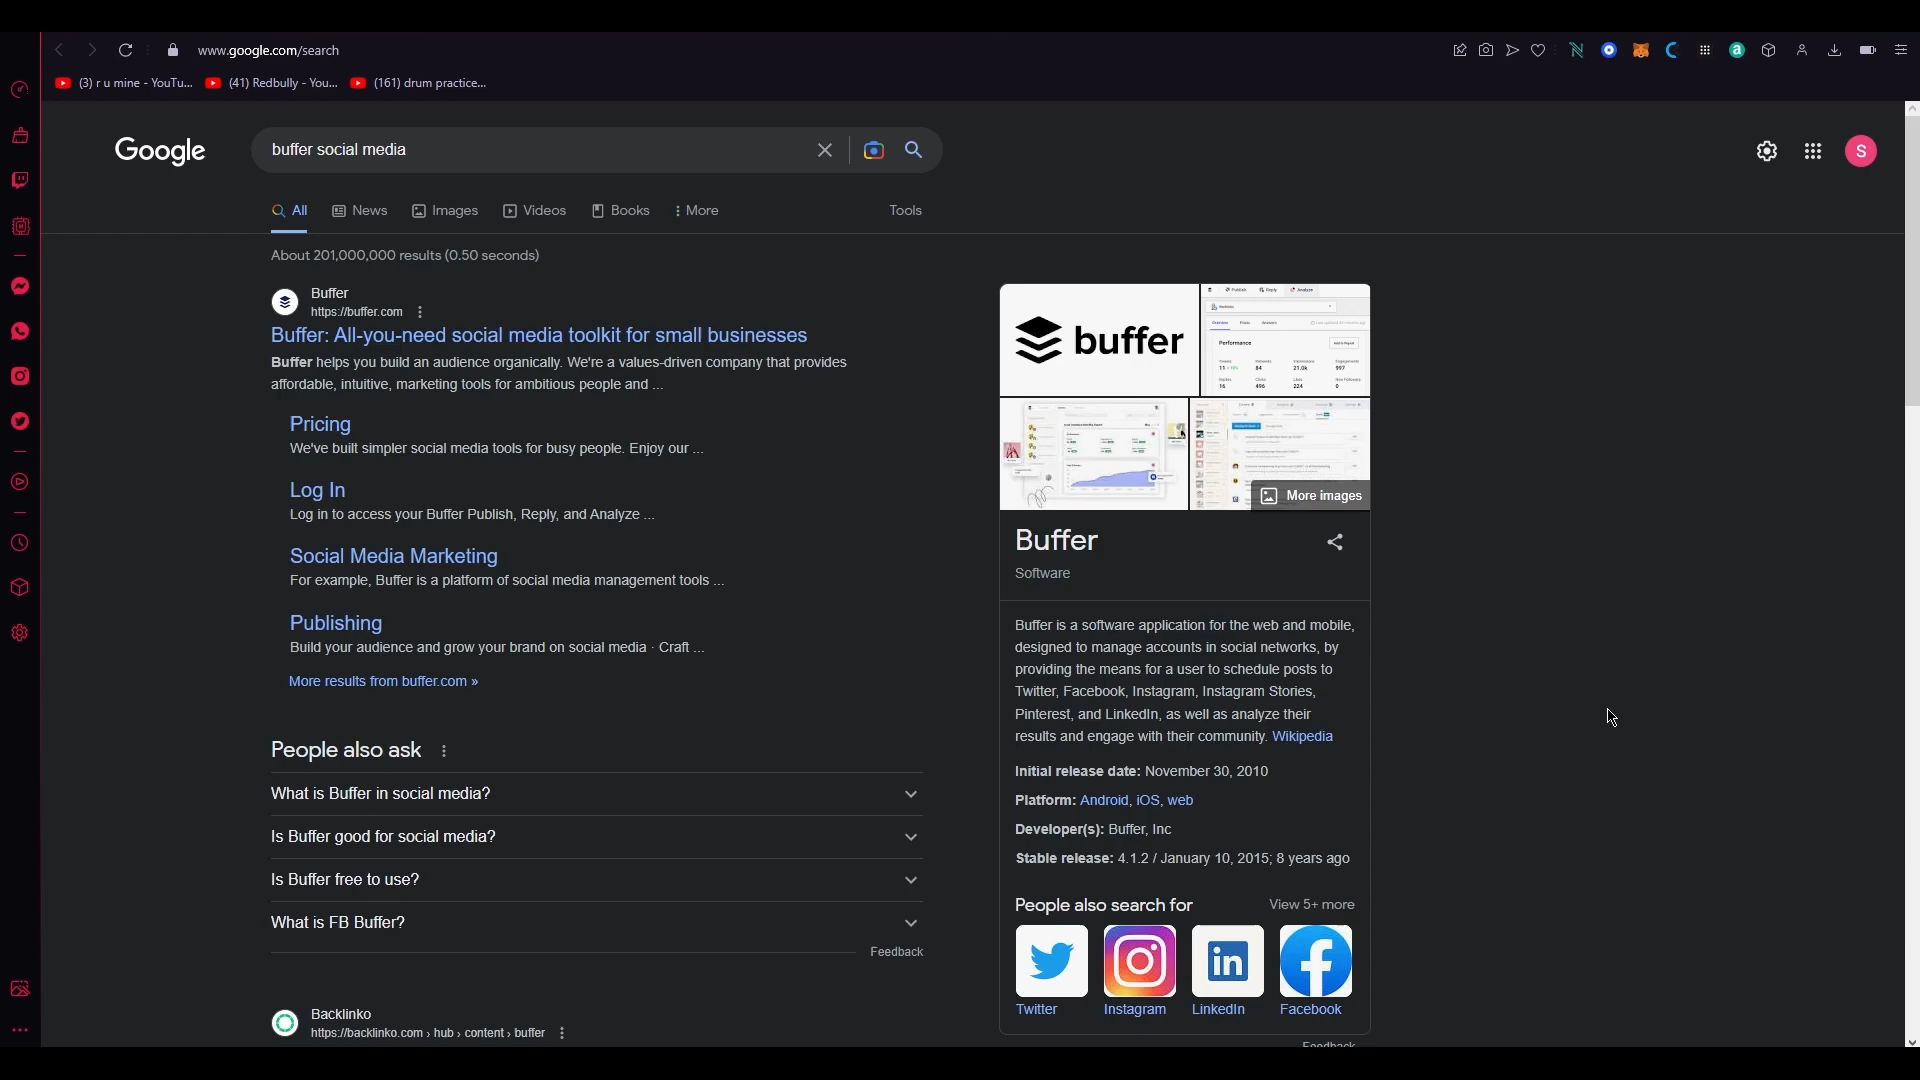 www.google.com/search
(3) r u mine - YouTu...
(41) Redbully - You...
(161) drum practice...
Google
buffer social media
S
All
News
Images
Videos
Books
More
Tools
About 201,000,000 results (0.50 seconds)
Buffer
https://buffer.com
Buffer: All-you-need social media toolkit for small businesses
Buffer helps you build an audience organically. We're a values-driven company that provides
affordable, intuitive, marketing tools for ambitious people and ...
Pricing
We've built simpler social media tools for busy people. Enjoy our ...
Log In
Log in to access your Buffer Publish, Reply, and Analyze ...
Social Media Marketing
For example, Buffer is a platform of social media management tools ...
Publishing
Build your audience and grow your brand on social media · Craft ...
More results from buffer.com »
People also ask
What is Buffer in social media?
Is Buffer good for social media?
Is Buffer free to use?
What is FB Buffer?
Feedback
Backlinko
https://backlinko.com › hub › content › buffer
buffer
Publish
Reply
Analyze
Performance
More images
Buffer
Software
Buffer is a software application for the web and mobile,
designed to manage accounts in social networks, by
providing the means for a user to schedule posts to
Twitter, Facebook, Instagram, Instagram Stories,
Pinterest, and LinkedIn, as well as analyze their
results and engage with their community. Wikipedia
Initial release date: November 30, 2010
Platform: Android, iOS, web
Developer(s): Buffer, Inc
Stable release: 4.1.2 / January 10, 2015; 8 years ago
People also search for
View 5+ more
Twitter
Instagram
LinkedIn
Facebook
Feedback